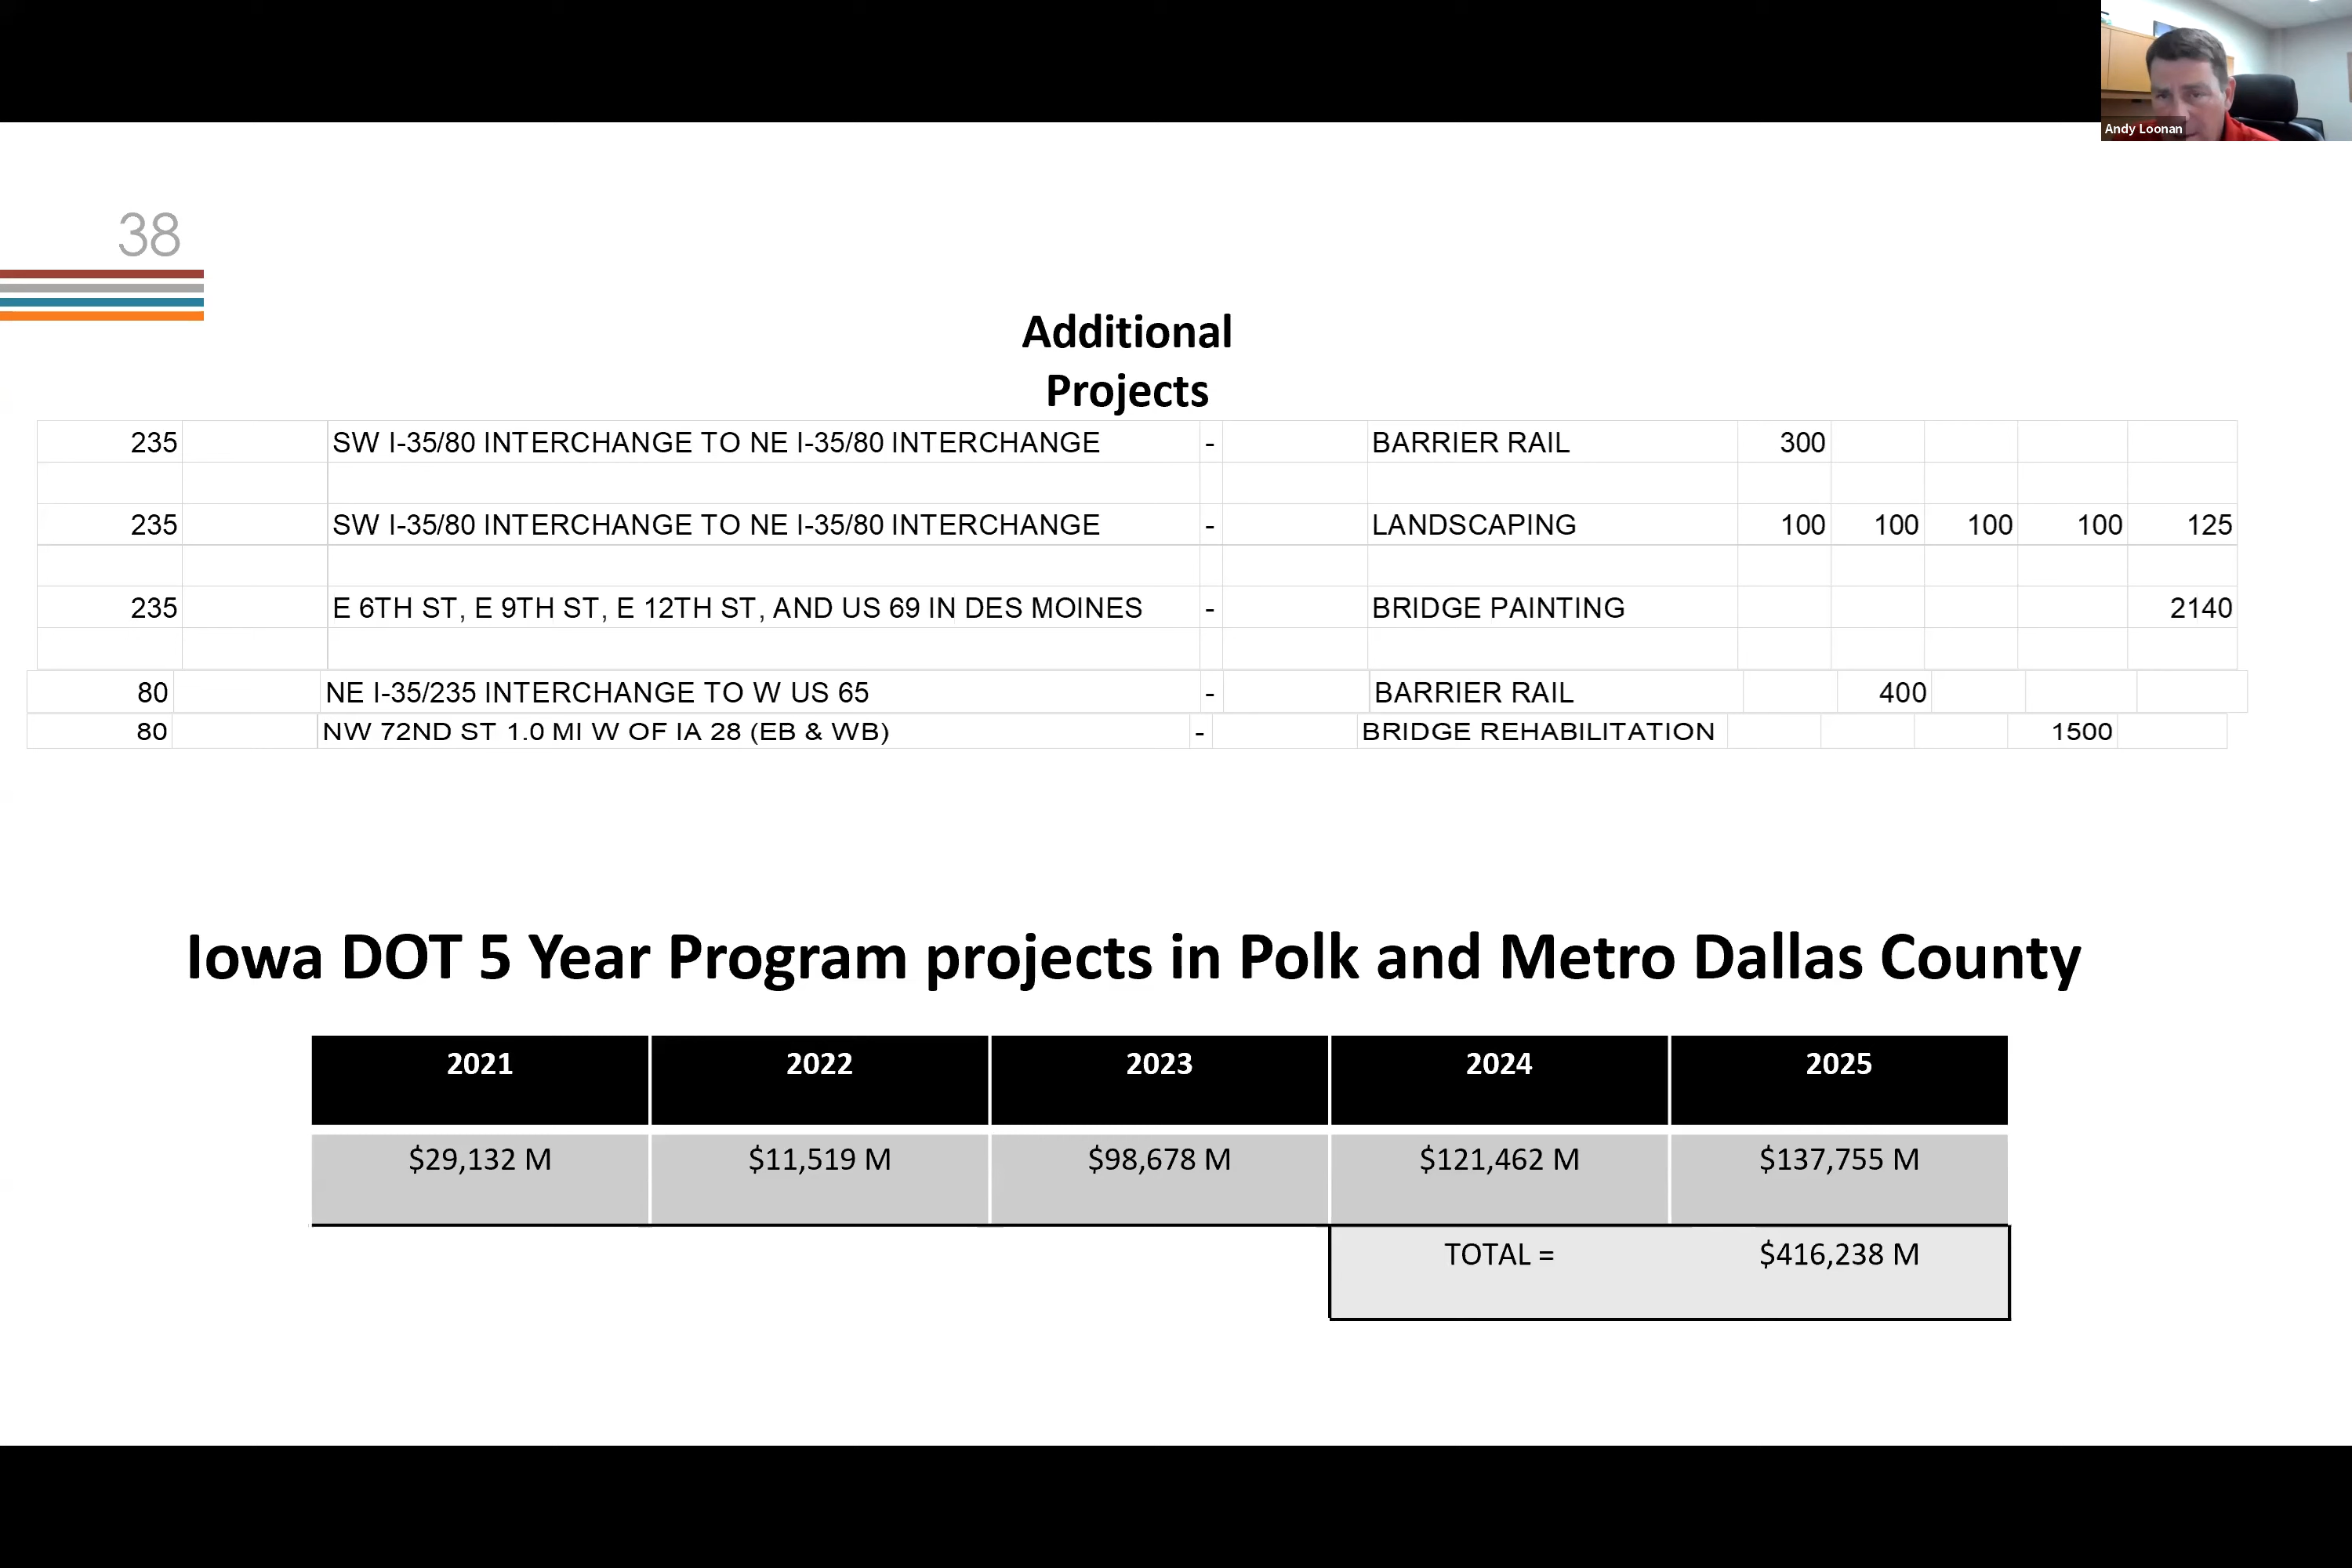 Andy Loonan
38
Additional
Projects
235 SW I-35/80 INTERCHANGE TO NE I-35/80 INTERCHANGE - BARRIER RAIL 300
235 SW I-35/80 INTERCHANGE TO NE I-35/80 INTERCHANGE - LANDSCAPING 100 100 100 100 125
235 E 6TH ST, E 9TH ST, E 12TH ST, AND US 69 IN DES MOINES - BRIDGE PAINTING 2140
80 NE I-35/235 INTERCHANGE TO W US 65 - BARRIER RAIL 400
80 NW 72ND ST 1.0 MI W OF IA 28 (EB & WB) - BRIDGE REHABILITATION 1500
Iowa DOT 5 Year Program projects in Polk and Metro Dallas County
2021 2022 2023 2024 2025
$29,132 M $11,519 M $98,678 M $121,462 M $137,755 M
TOTAL = $416,238 M